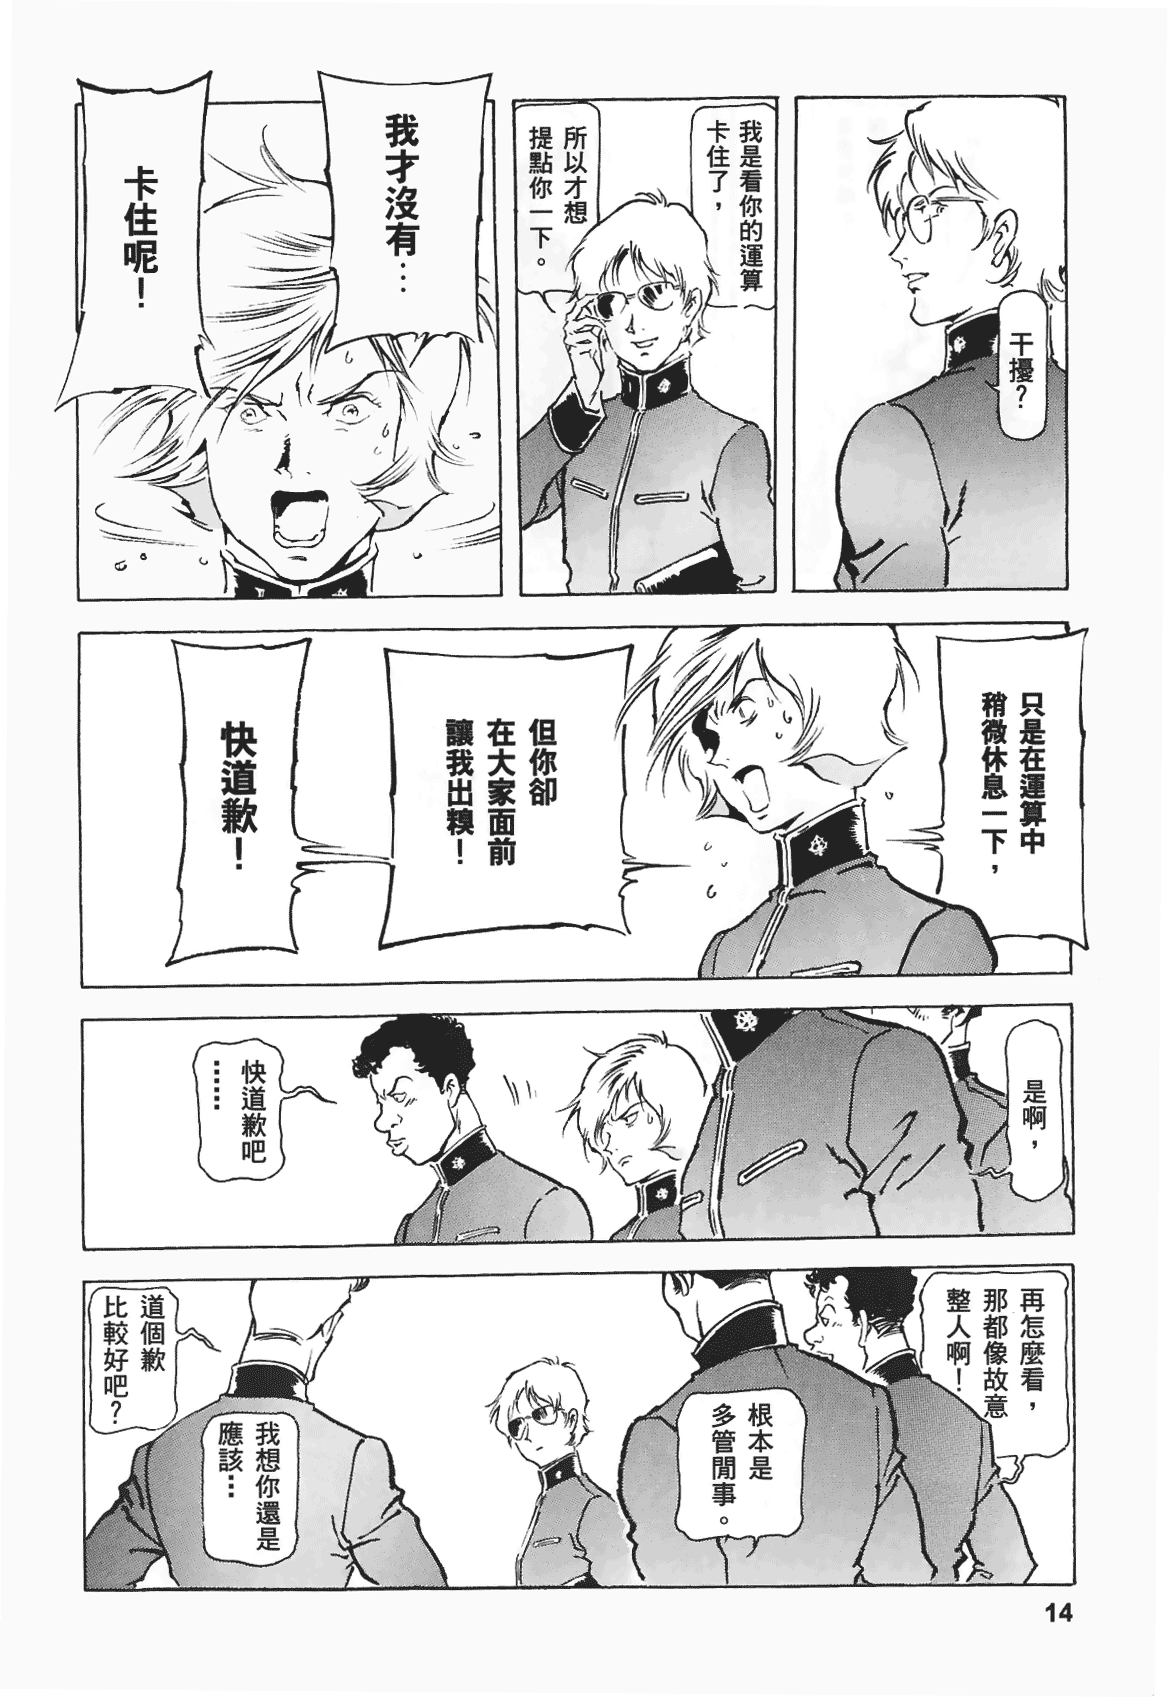 干擾？
我是看你的運算
卡住了，
所以才想
提點你一下。
我才沒有…
卡住呢！
只是在運算中
稍微休息一下，
但你卻
在大家面前
讓我出糗！
快道歉！
是啊，
快道歉吧
……
再怎麼看，
那都像故意
整人啊！
根本是
多管閒事。
我想你還是
應該…
道個歉
比較好吧？
14